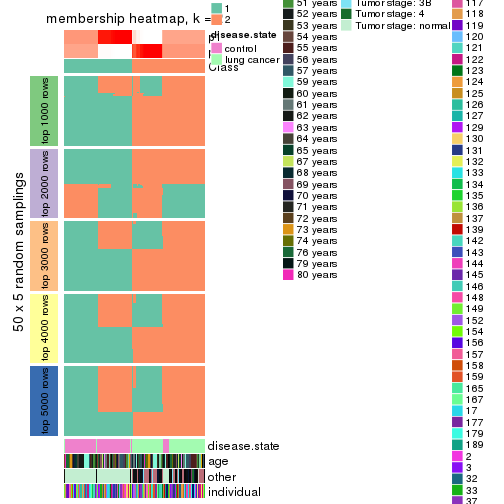 membership heatmap, k =
1
2
disease.state
control
lung cancer
Class
50 x 5 random samplings
top 1000 rows
top 2000 rows
top 3000 rows
top 4000 rows
top 5000 rows
disease.state
age
other
individual
51 years
52 years
53 years
54 years
55 years
56 years
57 years
59 years
60 years
61 years
62 years
63 years
64 years
65 years
67 years
68 years
69 years
70 years
71 years
72 years
73 years
74 years
76 years
79 years
80 years
Tumor stage: 3B
Tumor stage: 4
Tumor stage: normal
117
118
119
120
121
122
123
124
125
126
127
129
130
131
132
133
134
135
136
137
139
142
143
144
145
146
148
149
152
154
156
157
158
159
165
167
17
177
179
189
2
3
32
33
37